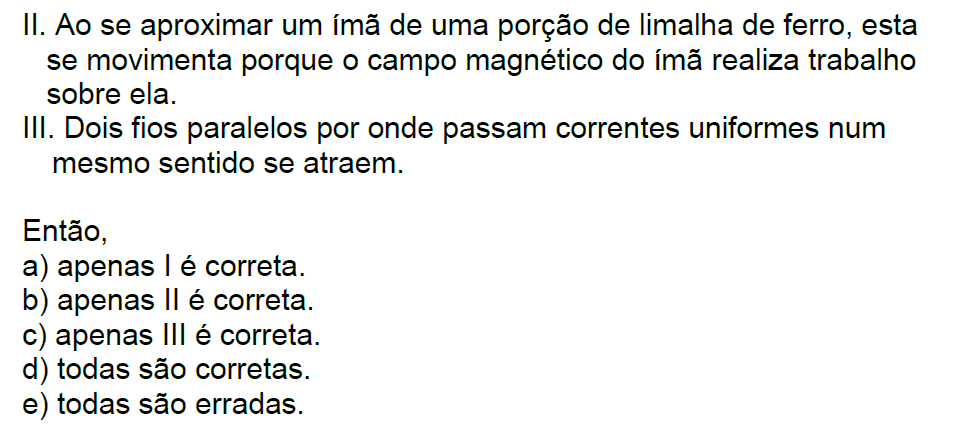 II. Ao se aproximar um ímã de uma porção de limalha de ferro, esta
se movimenta porque o campo magnético do ímã realiza trabalho
sobre ela.
III. Dois fios paralelos por onde passam correntes uniformes num
mesmo sentido se atraem.
Então,
a) apenas I é correta.
b) apenas II é correta.
c) apenas III é correta.
d) todas são corretas.
e) todas são erradas.